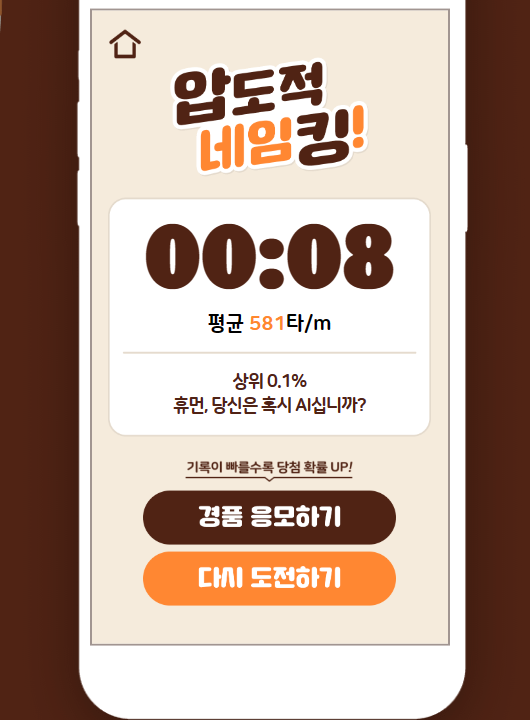 압도적
네임킹!
00:08
평균 581타/m
상위 0.1%
휴먼, 당신은 혹시 AI십니까?
기록이 빠를수록 당첨 확률 UP!
경품 응모하기
다시 도전하기